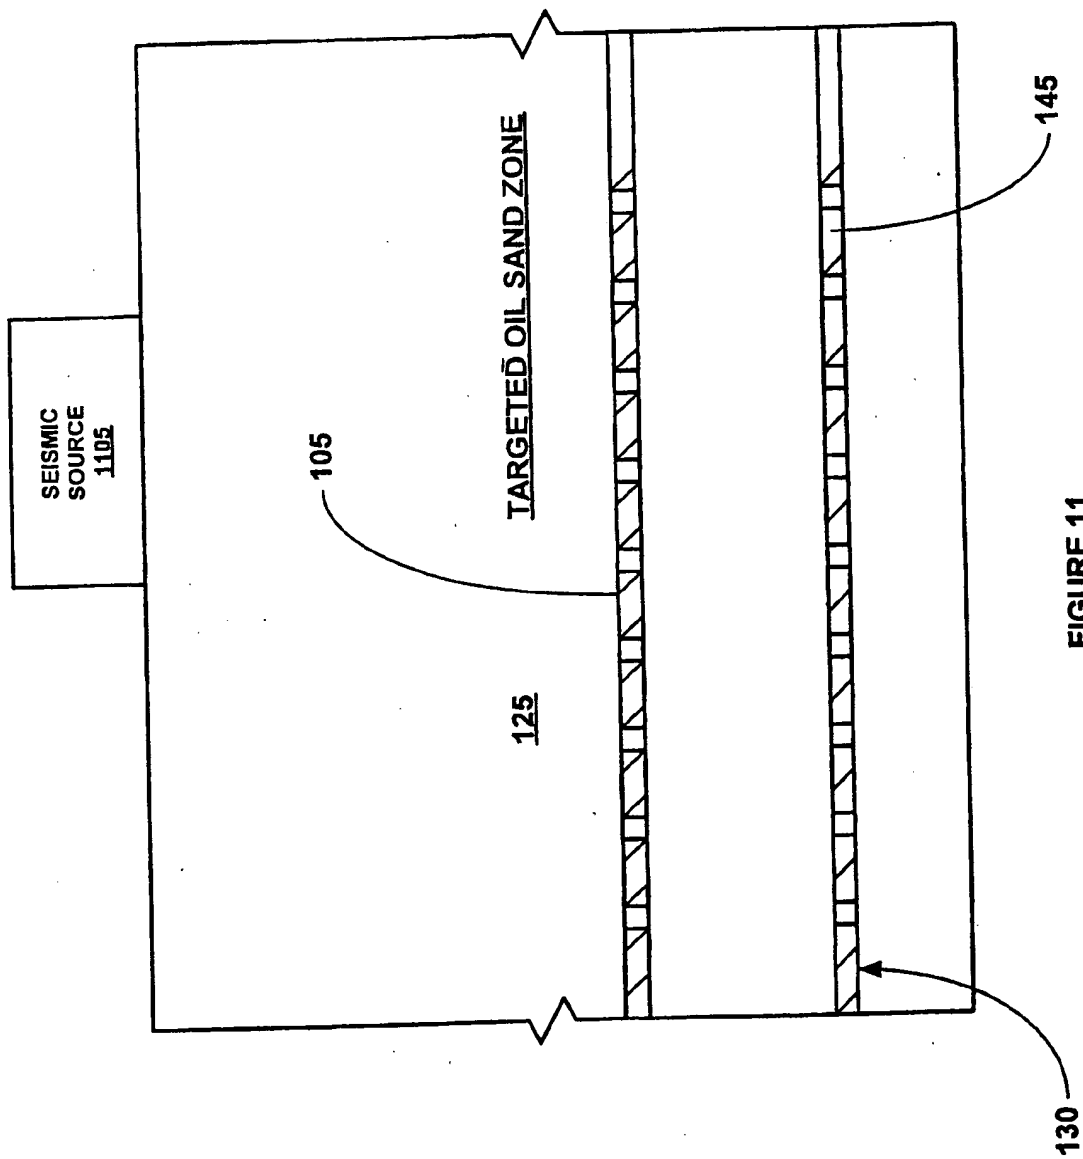 SEISMIC
SOURCE
1105
105
TARGETED OIL SAND ZONE
125
145
130
FIGURE 11